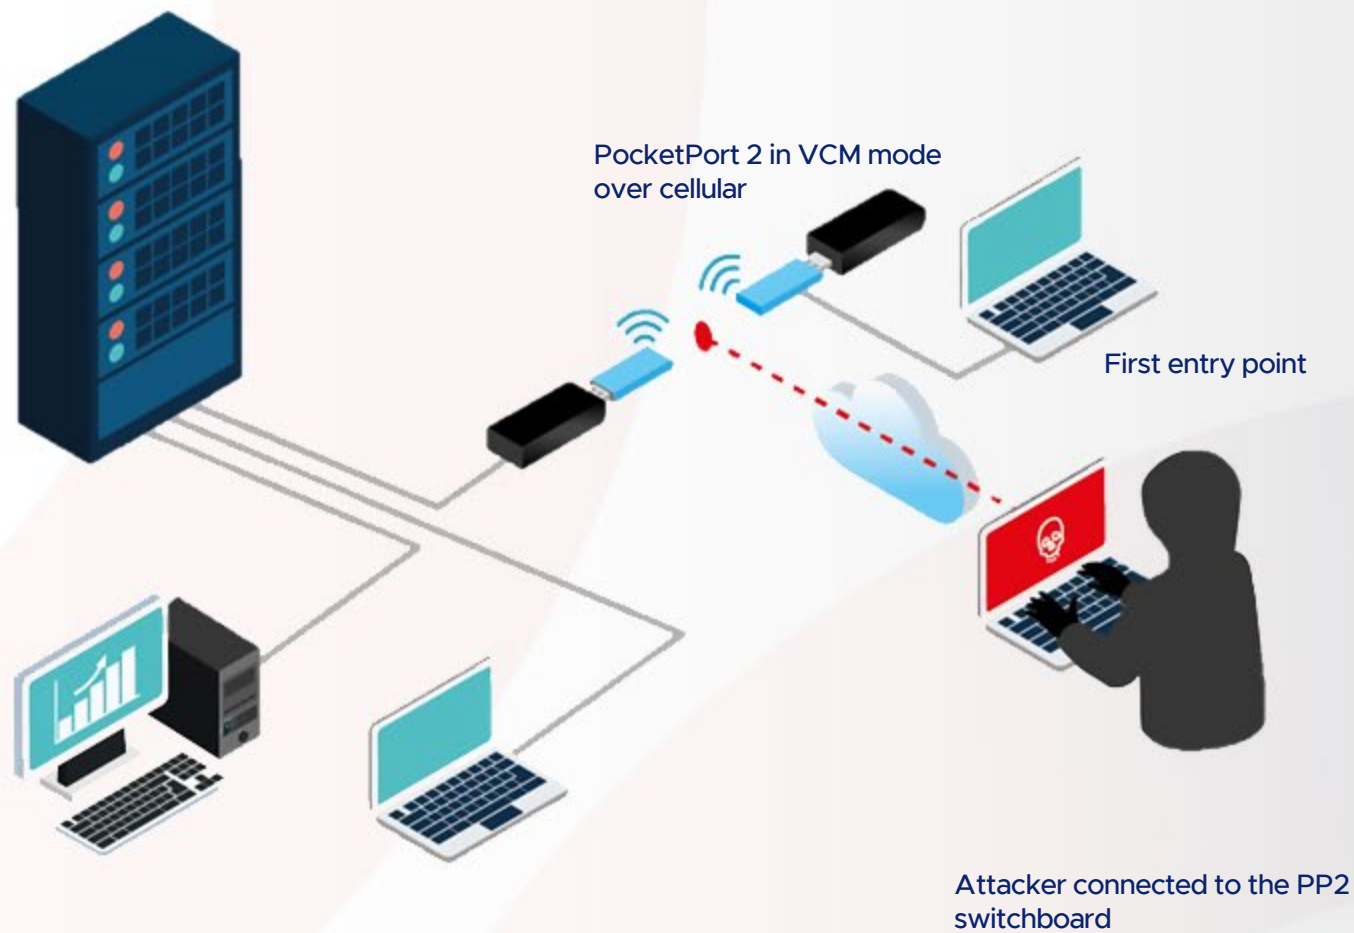 PocketPort 2 in VCM mode
over cellular
First entry point
Attacker connected to the PP2
switchboard